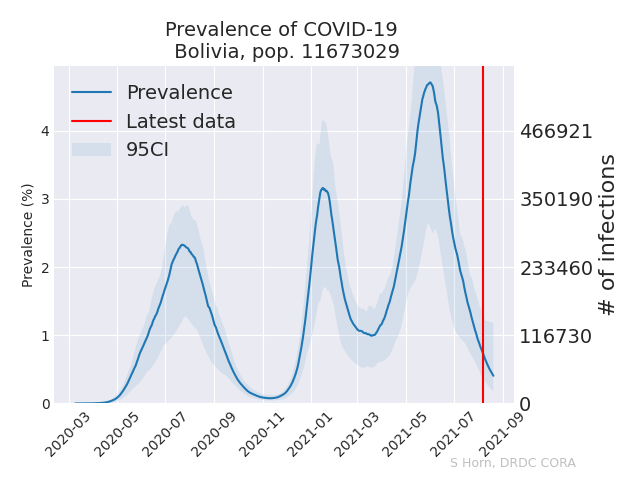 Prevalence of COVID-19
Bolivia, pop. 11673029
Prevalence
Latest data
95CI
Prevalence (%)
4
3
2
1
0
466921
350190
233460
116730
0
# of infections
2020-03
2020-05
2020-07
2020-09
2020-11
2021-01
2021-03
2021-05
2021-07
2021-09
S Horn, DRDC CORA